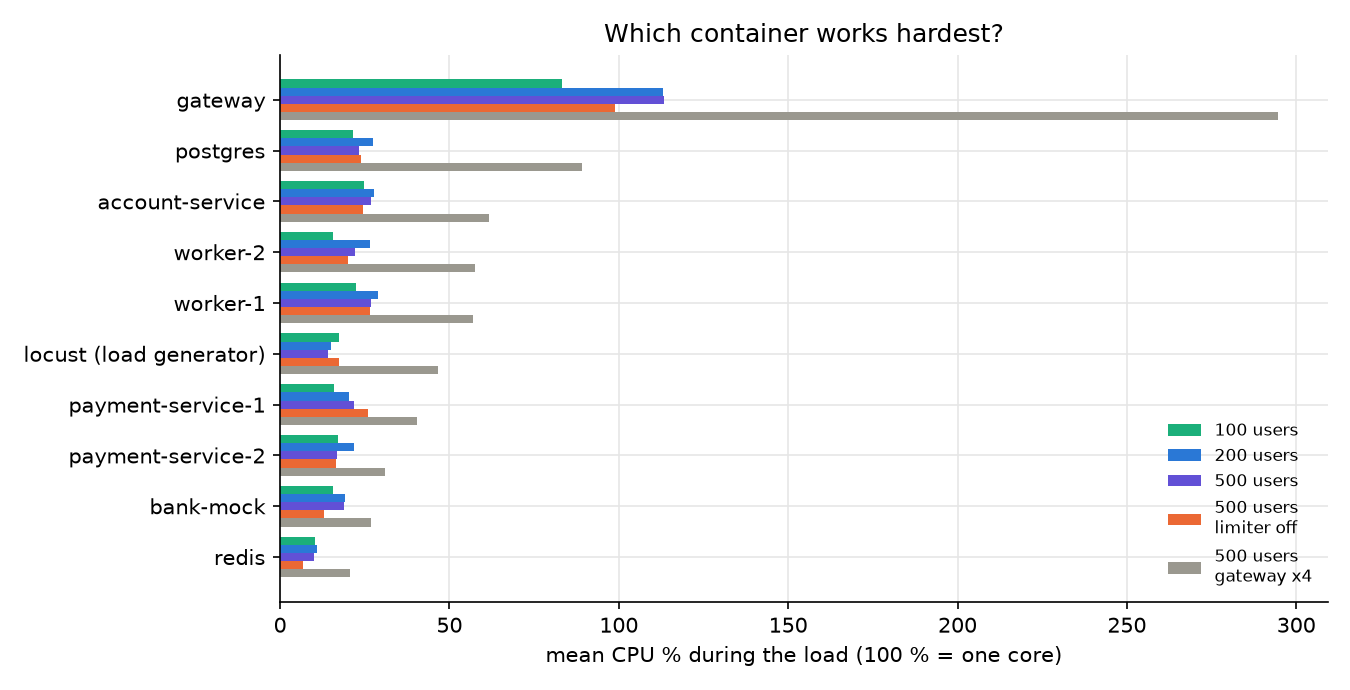 Which container works hardest?
gateway
postgres
account-service
worker-2
worker-1
locust (load generator)
payment-service-1
payment-service-2
bank-mock
redis
100 users
200 users
500 users
500 users
limiter off
500 users
gateway x4
0 50 100 150 200 250 300
mean CPU % during the load (100 % = one core)